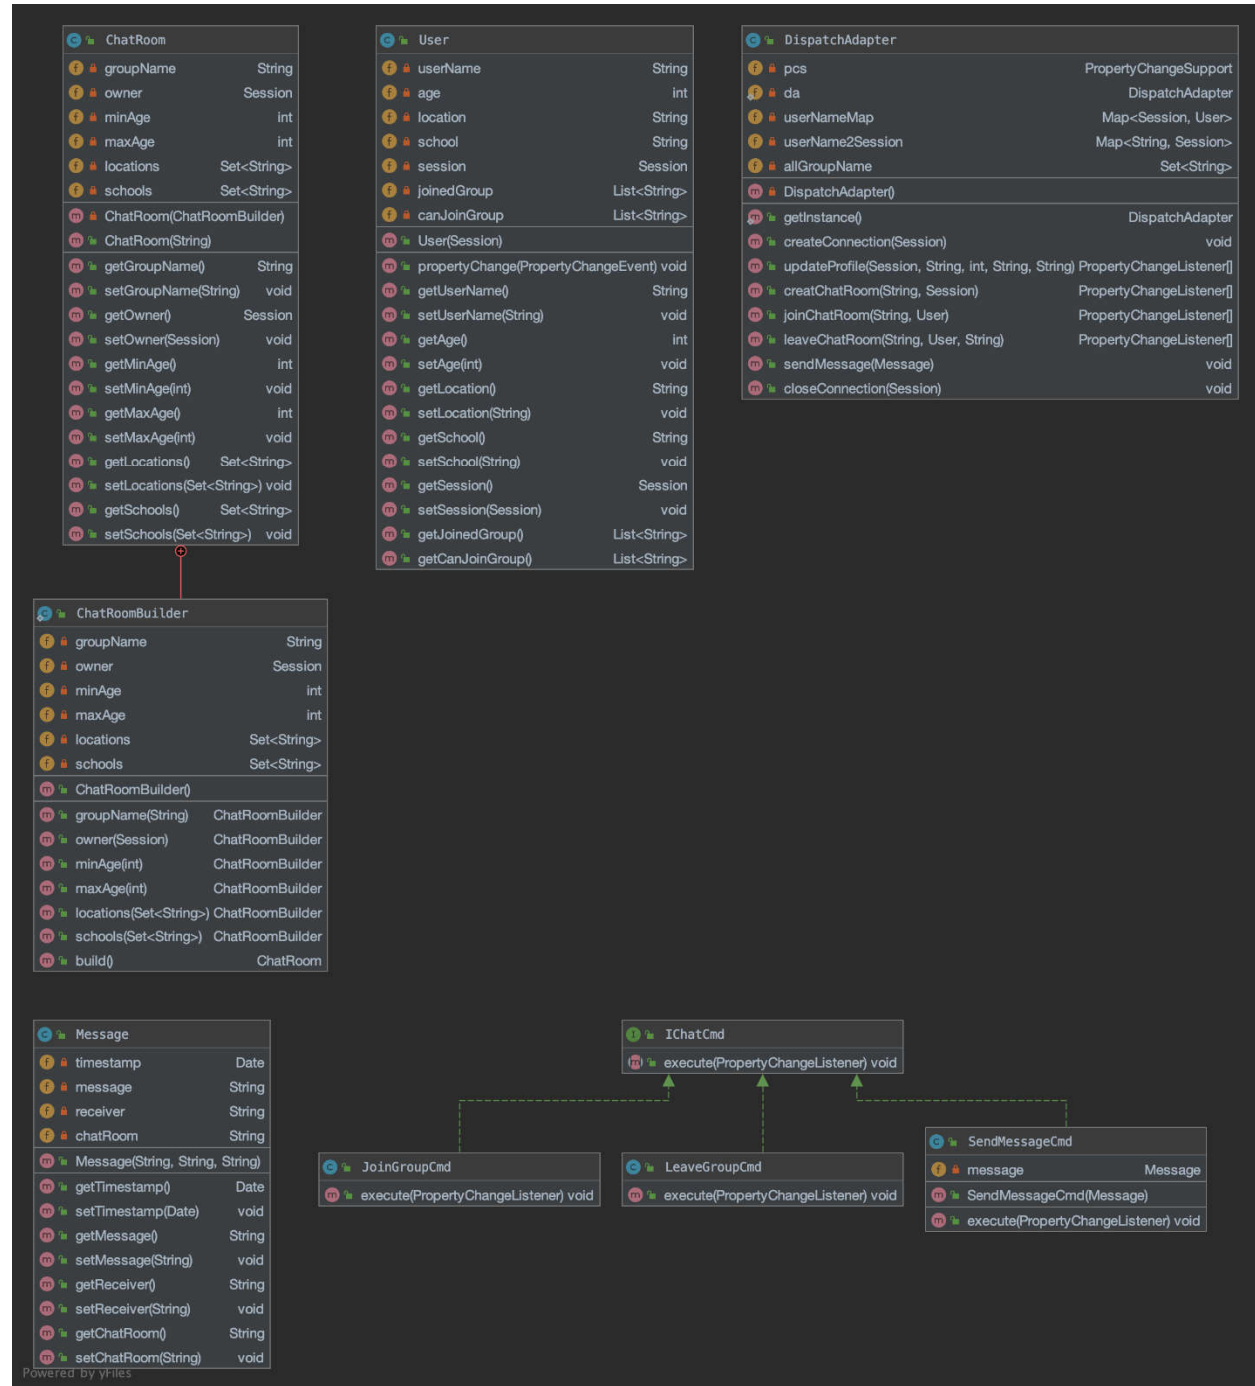 ChatRoom
groupName String
owner Session
minAge int
maxAge int
locations Set<String>
schools Set<String>
ChatRoom(ChatRoomBuilder)
ChatRoom(String)
getGroupName() String
setGroupName(String) void
getOwner() Session
setOwner(Session) void
getMinAge() int
setMinAge(int) void
getMaxAge() int
setMaxAge(int) void
getLocations() Set<String>
setLocations(Set<String>) void
getSchools() Set<String>
setSchools(Set<String>) void
User
userName String
age int
location String
school String
session Session
joinedGroup List<String>
canJoinGroup List<String>
User(Session)
propertyChange(PropertyChangeEvent) void
getUserName() String
setUserName(String) void
getAge() int
setAge(int) void
getLocation() String
setLocation(String) void
getSchool() String
setSchool(String) void
getSession() Session
setSession(Session) void
getJoinedGroup() List<String>
getCanJoinGroup() List<String>
DispatchAdapter
pcs PropertyChangeSupport
da DispatchAdapter
userNameMap Map<Session, User>
userName2Session Map<String, Session>
allGroupName Set<String>
DispatchAdapter()
getInstance() DispatchAdapter
createConnection(Session) void
updateProfile(Session, String, int, String, String) PropertyChangeListener[]
creatChatRoom(String, Session) PropertyChangeListener[]
joinChatRoom(String, User) PropertyChangeListener[]
leaveChatRoom(String, User, String) PropertyChangeListener[]
sendMessage(Message) void
closeConnection(Session) void
ChatRoomBuilder
groupName String
owner Session
minAge int
maxAge int
locations Set<String>
schools Set<String>
ChatRoomBuilder()
groupName(String) ChatRoomBuilder
owner(Session) ChatRoomBuilder
minAge(int) ChatRoomBuilder
maxAge(int) ChatRoomBuilder
locations(Set<String>) ChatRoomBuilder
schools(Set<String>) ChatRoomBuilder
build() ChatRoom
Message
timestamp Date
message String
receiver String
chatRoom String
Message(String, String, String)
getTimestamp() Date
setTimestamp(Date) void
getMessage() String
setMessage(String) void
getReceiver() String
setReceiver(String) void
getChatRoom() String
setChatRoom(String) void
IChatCmd
execute(PropertyChangeListener) void
JoinGroupCmd
execute(PropertyChangeListener) void
LeaveGroupCmd
execute(PropertyChangeListener) void
SendMessageCmd
message Message
SendMessageCmd(Message)
execute(PropertyChangeListener) void
Powered by yFiles